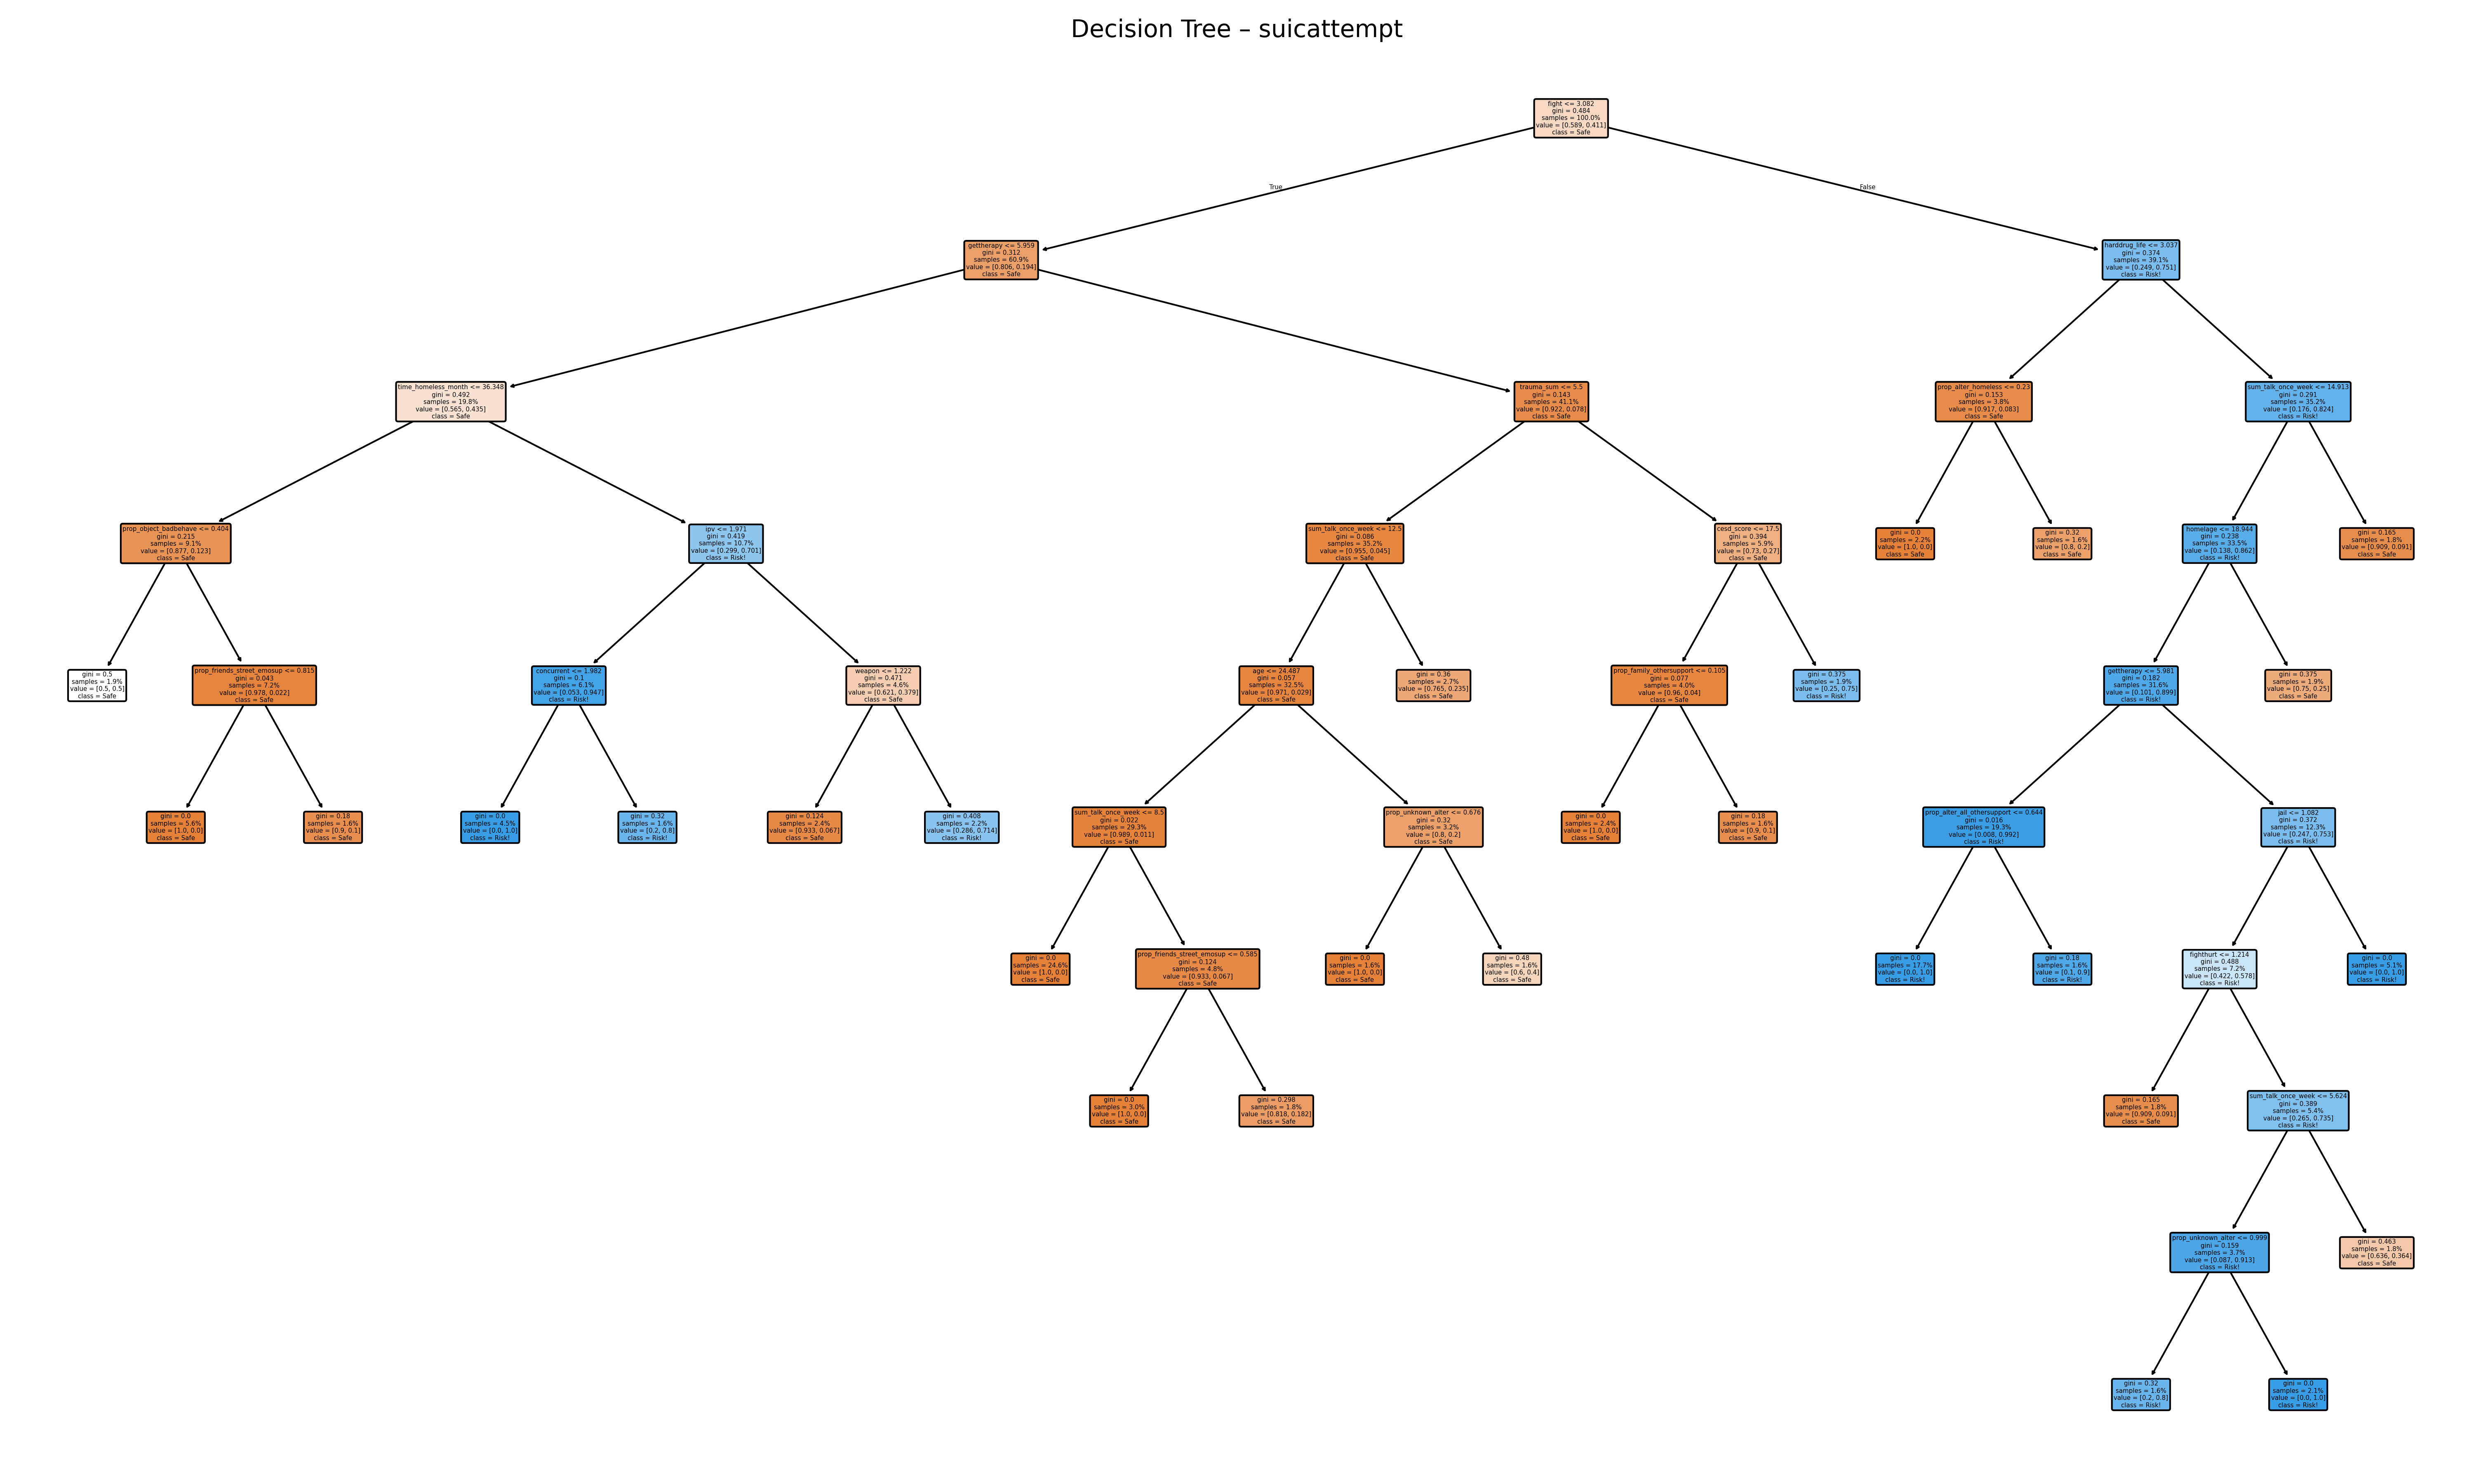 Decision Tree – suicattempt
fight <= 3.082
gini = 0.484
samples = 100.0%
value = [0.589, 0.411]
class = Safe
True
False
gettherapy <= 5.959
gini = 0.312
samples = 60.9%
value = [0.806, 0.194]
class = Safe
harddrug_life <= 3.037
gini = 0.374
samples = 39.1%
value = [0.249, 0.751]
class = Risk!
time_homeless_month <= 36.348
gini = 0.492
samples = 19.8%
value = [0.565, 0.435]
class = Safe
trauma_sum <= 5.5
gini = 0.143
samples = 41.1%
value = [0.922, 0.078]
class = Safe
prop_alter_homeless <= 0.23
gini = 0.153
samples = 3.8%
value = [0.917, 0.083]
class = Safe
sum_talk_once_week <= 14.913
gini = 0.291
samples = 35.2%
value = [0.176, 0.824]
class = Risk!
prop_object_badbehave <= 0.404
gini = 0.215
samples = 9.1%
value = [0.877, 0.123]
class = Safe
ipv <= 1.971
gini = 0.419
samples = 10.7%
value = [0.299, 0.701]
class = Risk!
sum_talk_once_week <= 12.5
gini = 0.086
samples = 35.2%
value = [0.955, 0.045]
class = Safe
cesd_score <= 17.5
gini = 0.394
samples = 5.9%
value = [0.73, 0.27]
class = Safe
gini = 0.0
samples = 2.2%
value = [1.0, 0.0]
class = Safe
gini = 0.32
samples = 1.6%
value = [0.8, 0.2]
class = Safe
homelage <= 18.944
gini = 0.238
samples = 33.5%
value = [0.138, 0.862]
class = Risk!
gini = 0.165
samples = 1.8%
value = [0.909, 0.091]
class = Safe
gini = 0.5
samples = 1.9%
value = [0.5, 0.5]
class = Safe
prop_friends_street_emosup <= 0.815
gini = 0.043
samples = 7.2%
value = [0.978, 0.022]
class = Safe
concurrent <= 1.982
gini = 0.1
samples = 6.1%
value = [0.053, 0.947]
class = Risk!
weapon <= 1.222
gini = 0.471
samples = 4.6%
value = [0.621, 0.379]
class = Safe
age <= 24.487
gini = 0.057
samples = 32.5%
value = [0.971, 0.029]
class = Safe
gini = 0.36
samples = 2.7%
value = [0.765, 0.235]
class = Safe
prop_family_othersupport <= 0.105
gini = 0.077
samples = 4.0%
value = [0.96, 0.04]
class = Safe
gini = 0.375
samples = 1.9%
value = [0.25, 0.75]
class = Risk!
gettherapy <= 5.981
gini = 0.182
samples = 31.6%
value = [0.101, 0.899]
class = Risk!
gini = 0.375
samples = 1.9%
value = [0.75, 0.25]
class = Safe
gini = 0.0
samples = 5.6%
value = [1.0, 0.0]
class = Safe
gini = 0.18
samples = 1.6%
value = [0.9, 0.1]
class = Safe
gini = 0.0
samples = 4.5%
value = [0.0, 1.0]
class = Risk!
gini = 0.32
samples = 1.6%
value = [0.2, 0.8]
class = Risk!
gini = 0.124
samples = 2.4%
value = [0.933, 0.067]
class = Safe
gini = 0.408
samples = 2.2%
value = [0.286, 0.714]
class = Risk!
sum_talk_once_week <= 8.5
gini = 0.022
samples = 29.3%
value = [0.989, 0.011]
class = Safe
prop_unknown_alter <= 0.676
gini = 0.32
samples = 3.2%
value = [0.8, 0.2]
class = Safe
gini = 0.0
samples = 2.4%
value = [1.0, 0.0]
class = Safe
gini = 0.18
samples = 1.6%
value = [0.9, 0.1]
class = Safe
prop_alter_all_othersupport <= 0.644
gini = 0.016
samples = 19.3%
value = [0.008, 0.992]
class = Risk!
jail <= 1.082
gini = 0.372
samples = 12.3%
value = [0.247, 0.753]
class = Risk!
gini = 0.0
samples = 24.6%
value = [1.0, 0.0]
class = Safe
prop_friends_street_emosup <= 0.585
gini = 0.124
samples = 4.8%
value = [0.933, 0.067]
class = Safe
gini = 0.0
samples = 1.6%
value = [1.0, 0.0]
class = Safe
gini = 0.48
samples = 1.6%
value = [0.6, 0.4]
class = Safe
gini = 0.0
samples = 17.7%
value = [0.0, 1.0]
class = Risk!
gini = 0.18
samples = 1.6%
value = [0.1, 0.9]
class = Risk!
fighthurt <= 1.214
gini = 0.488
samples = 7.2%
value = [0.422, 0.578]
class = Risk!
gini = 0.0
samples = 5.1%
value = [0.0, 1.0]
class = Risk!
gini = 0.0
samples = 3.0%
value = [1.0, 0.0]
class = Safe
gini = 0.298
samples = 1.8%
value = [0.818, 0.182]
class = Safe
gini = 0.165
samples = 1.8%
value = [0.909, 0.091]
class = Safe
sum_talk_once_week <= 5.624
gini = 0.389
samples = 5.4%
value = [0.265, 0.735]
class = Risk!
prop_unknown_alter <= 0.999
gini = 0.159
samples = 3.7%
value = [0.087, 0.913]
class = Risk!
gini = 0.463
samples = 1.8%
value = [0.636, 0.364]
class = Safe
gini = 0.32
samples = 1.6%
value = [0.2, 0.8]
class = Risk!
gini = 0.0
samples = 2.1%
value = [0.0, 1.0]
class = Risk!